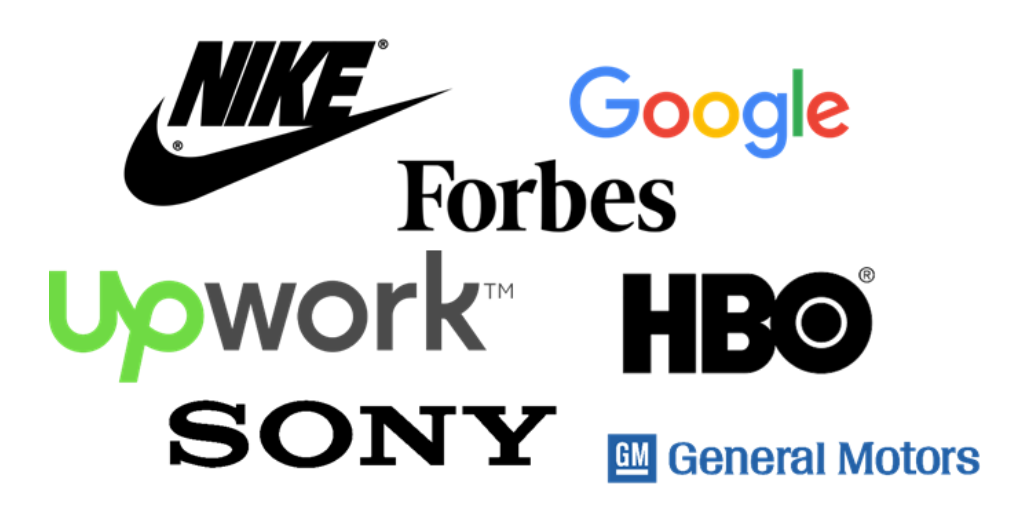 NIKE®
®
Google
Forbes
upwork™
HBO®
SONY
GM General Motors